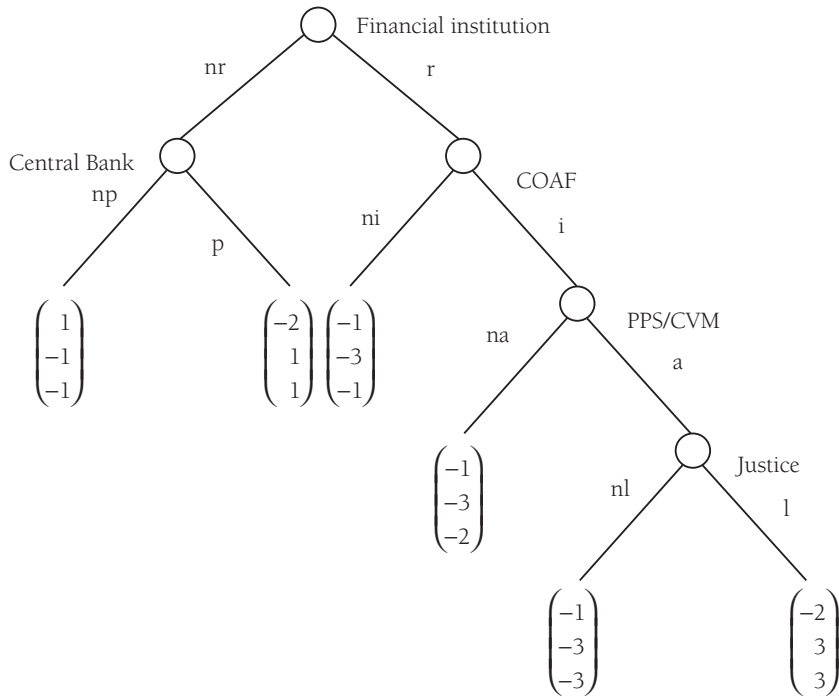 Financial institution
nr
r
Central Bank
COAF
np
p
ni
i
PPS/CVM
na
a
1
−1
−1
−2
1
1
−1
−3
−1
Justice
nl
l
−1
−3
−2
−1
−3
−3
−2
3
3